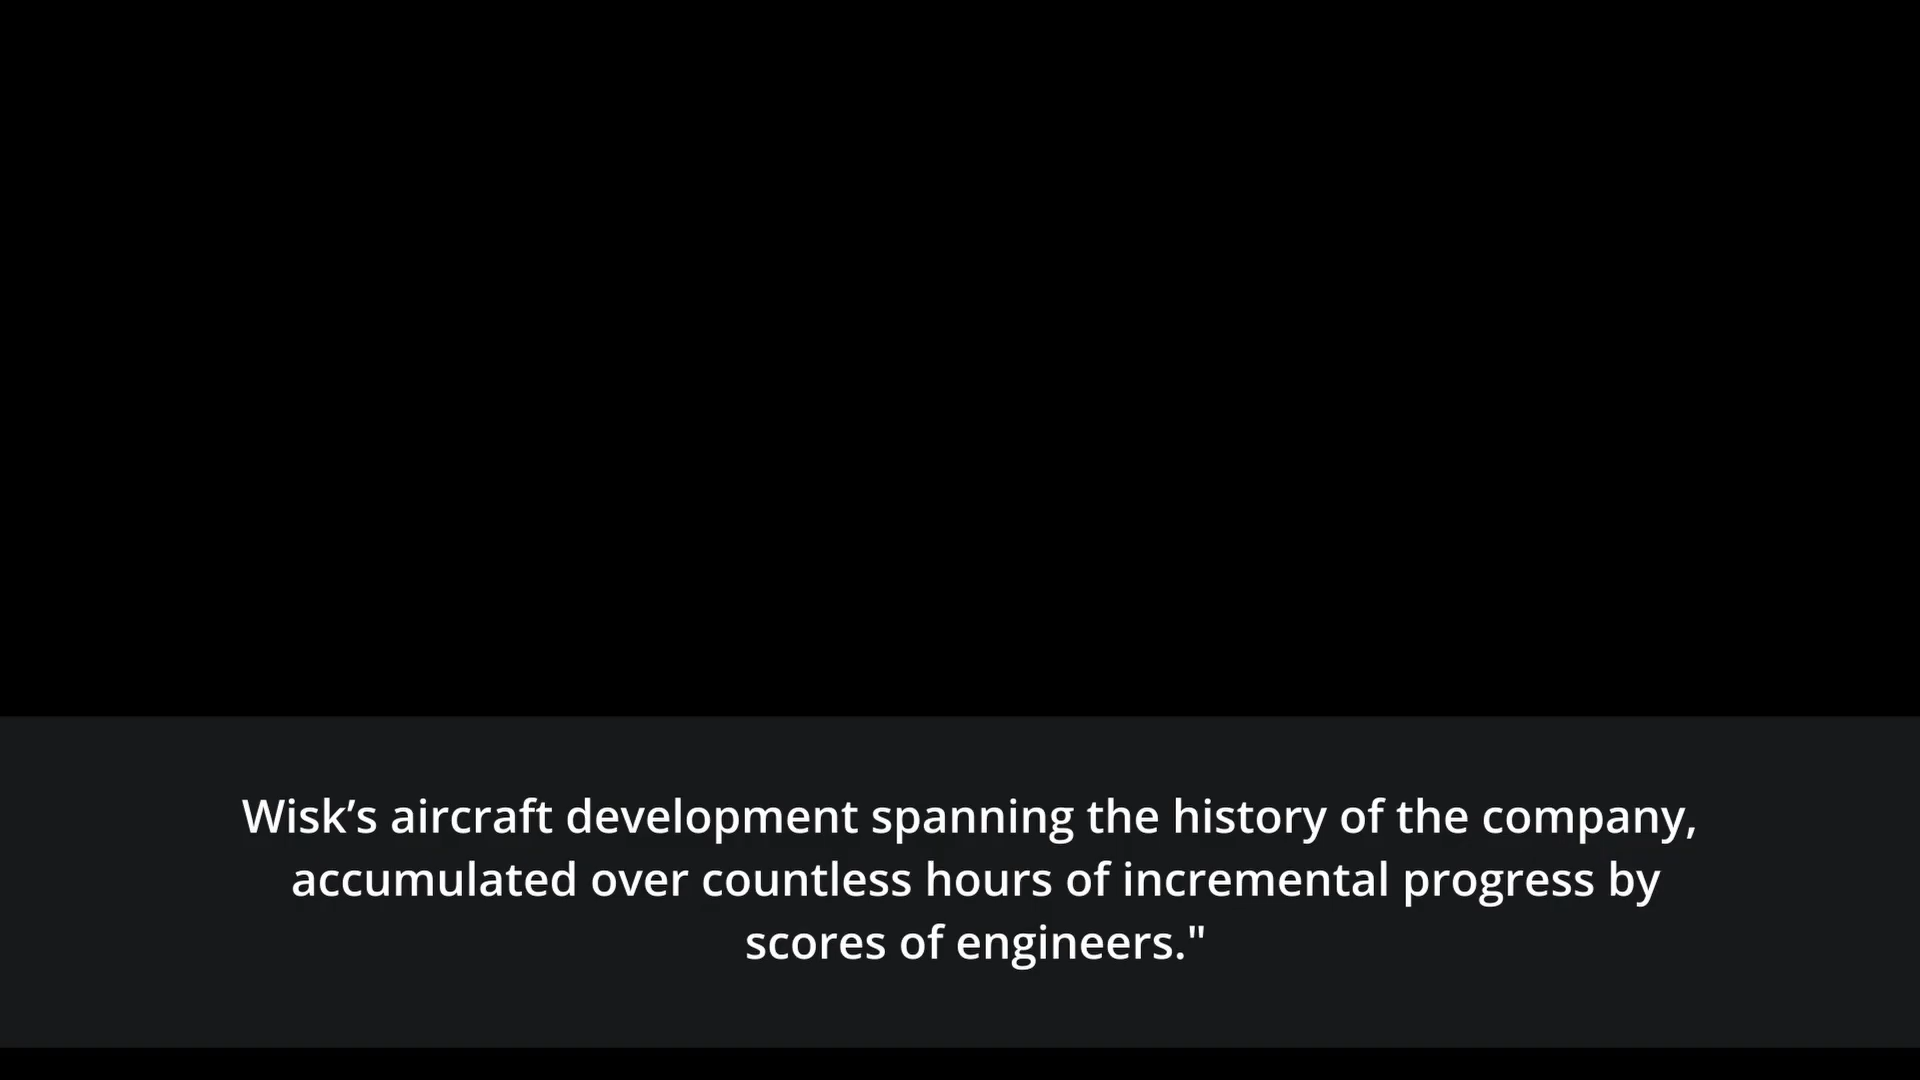 Wisk’s aircraft development spanning the history of the company,
accumulated over countless hours of incremental progress by
scores of engineers."